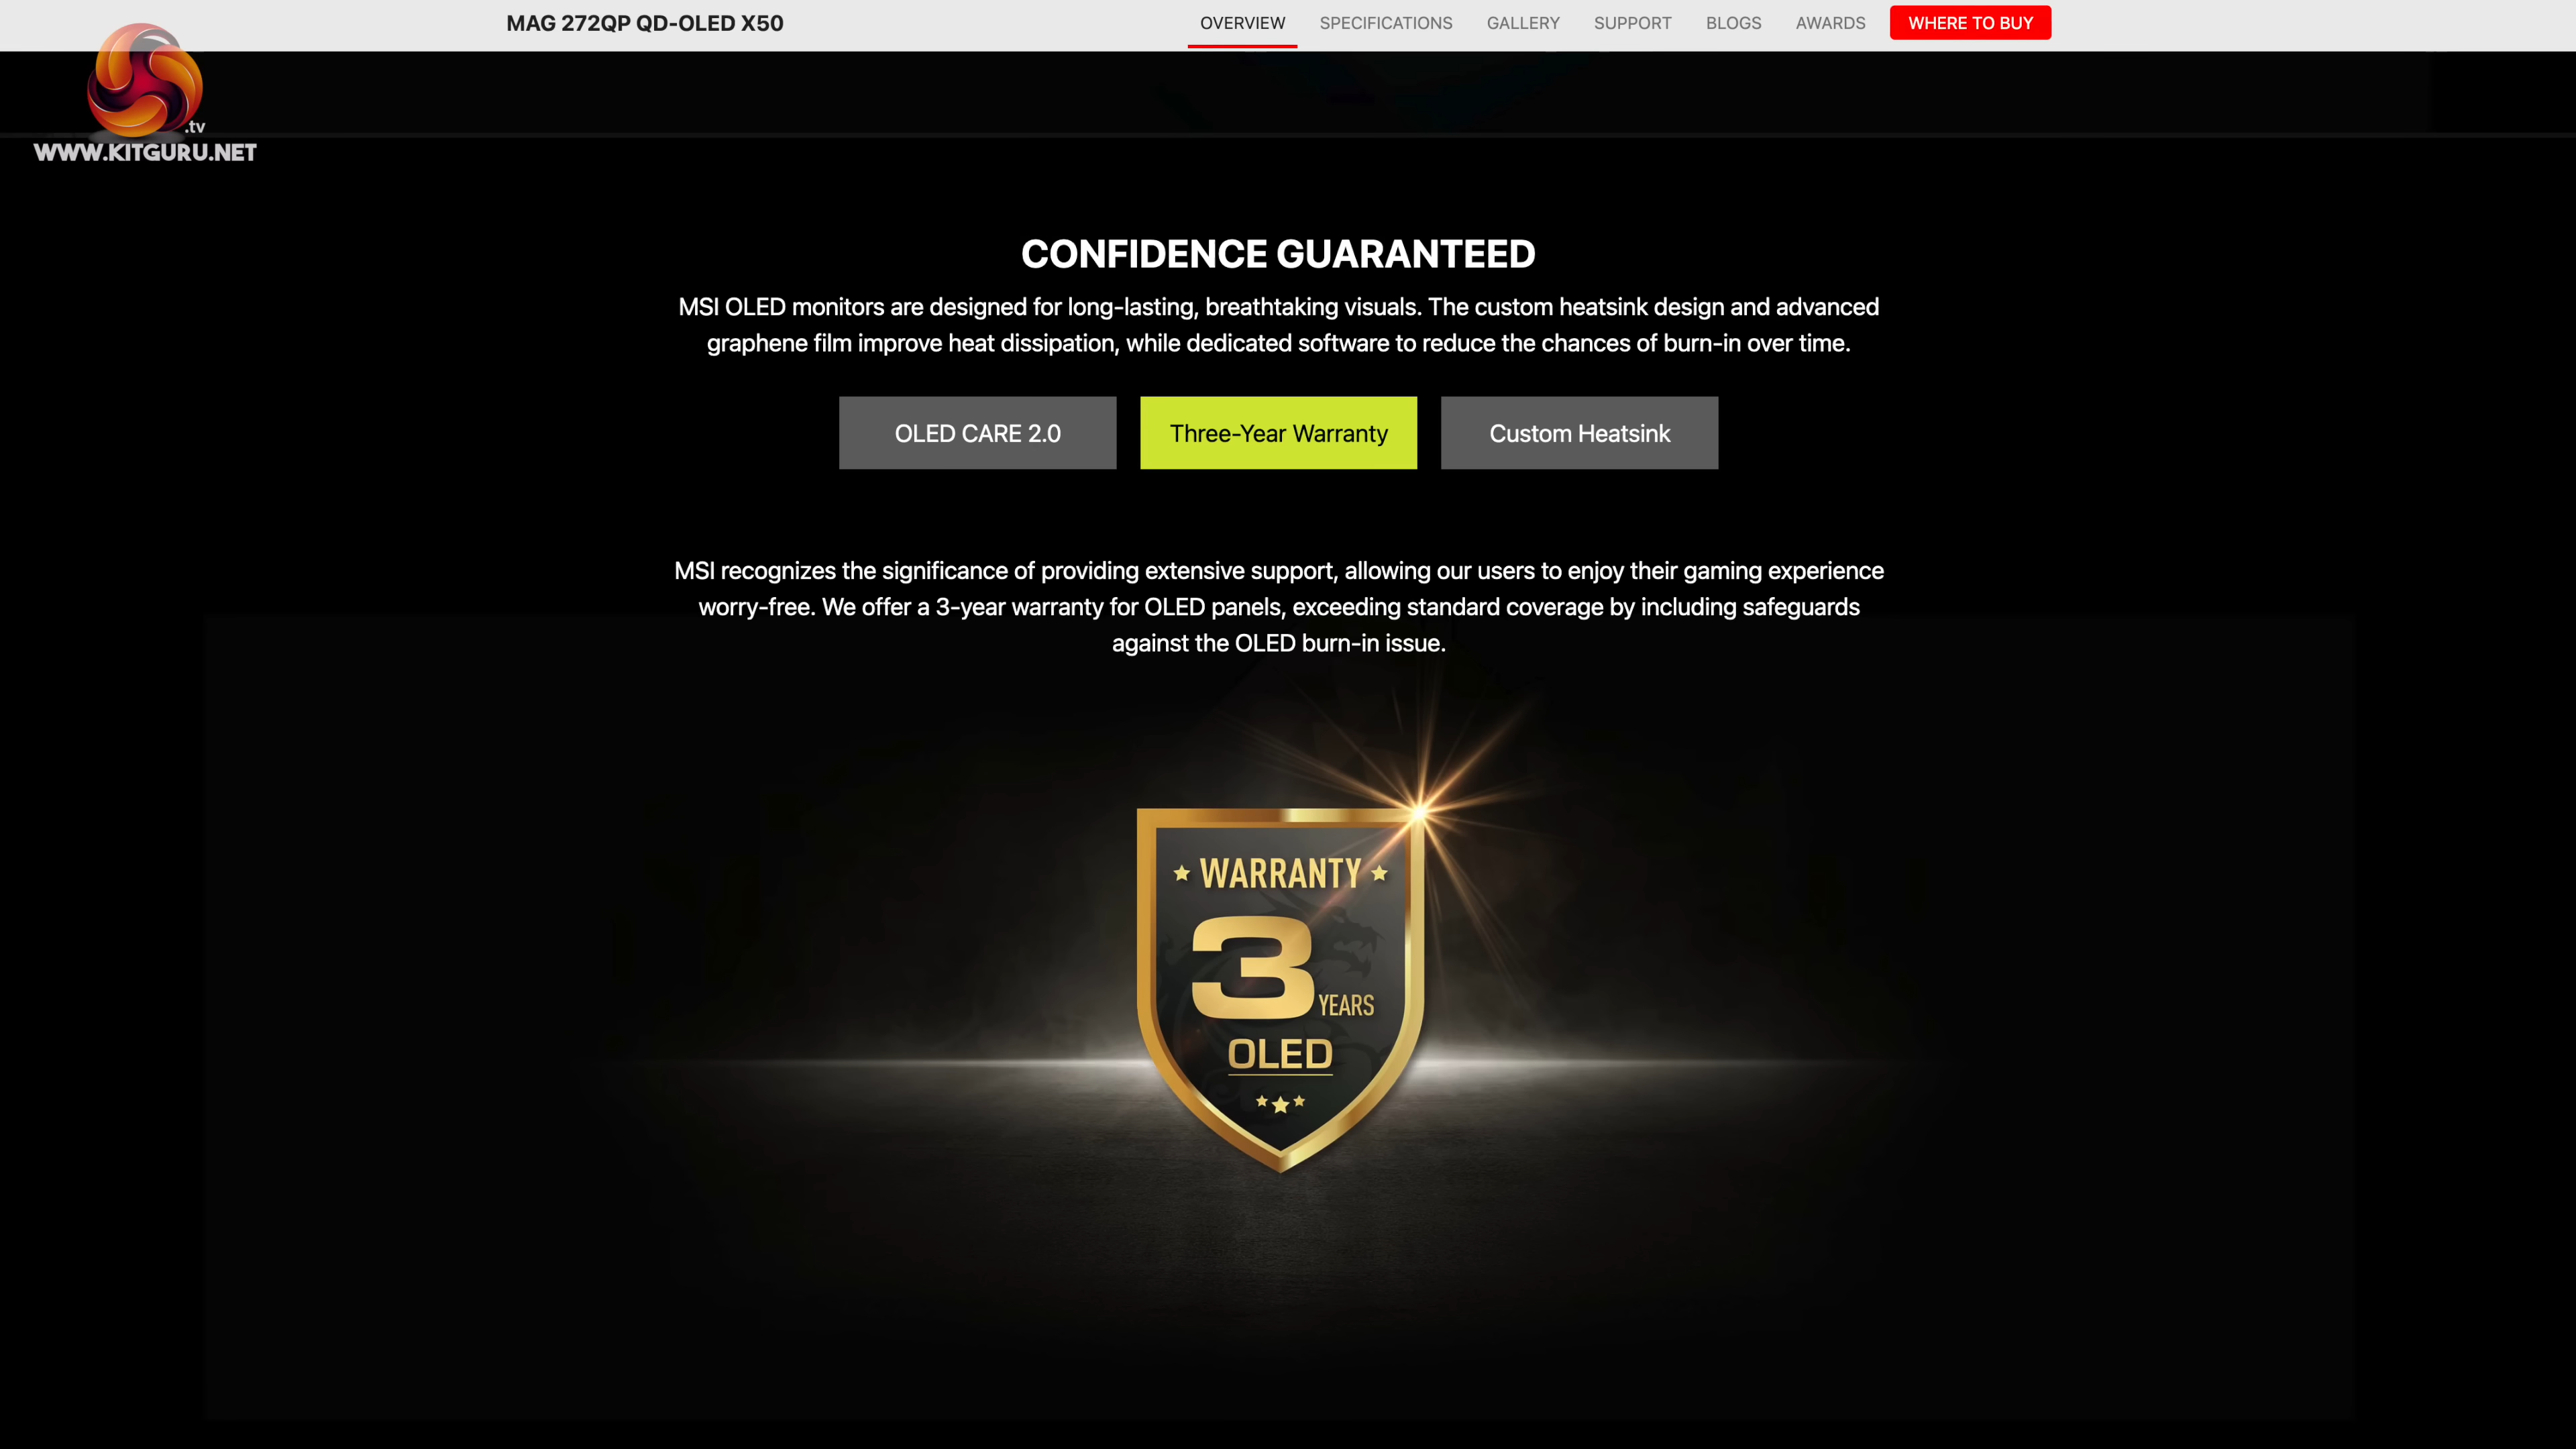 MAG 272QP QD-OLED X50
OVERVIEW SPECIFICATIONS GALLERY SUPPORT BLOGS AWARDS WHERE TO BUY
.tv
WWW.KITGURU.NET
CONFIDENCE GUARANTEED
MSI OLED monitors are designed for long-lasting, breathtaking visuals. The custom heatsink design and advanced
graphene film improve heat dissipation, while dedicated software to reduce the chances of burn-in over time.
OLED CARE 2.0 Three-Year Warranty Custom Heatsink
MSI recognizes the significance of providing extensive support, allowing our users to enjoy their gaming experience
worry-free. We offer a 3-year warranty for OLED panels, exceeding standard coverage by including safeguards
against the OLED burn-in issue.
WARRANTY
3 YEARS
OLED